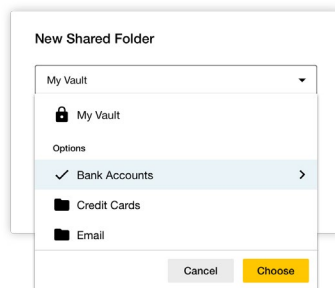 New Shared Folder
My Vault
My Vault
Options
Bank Accounts
Credit Cards
Email
Cancel Choose